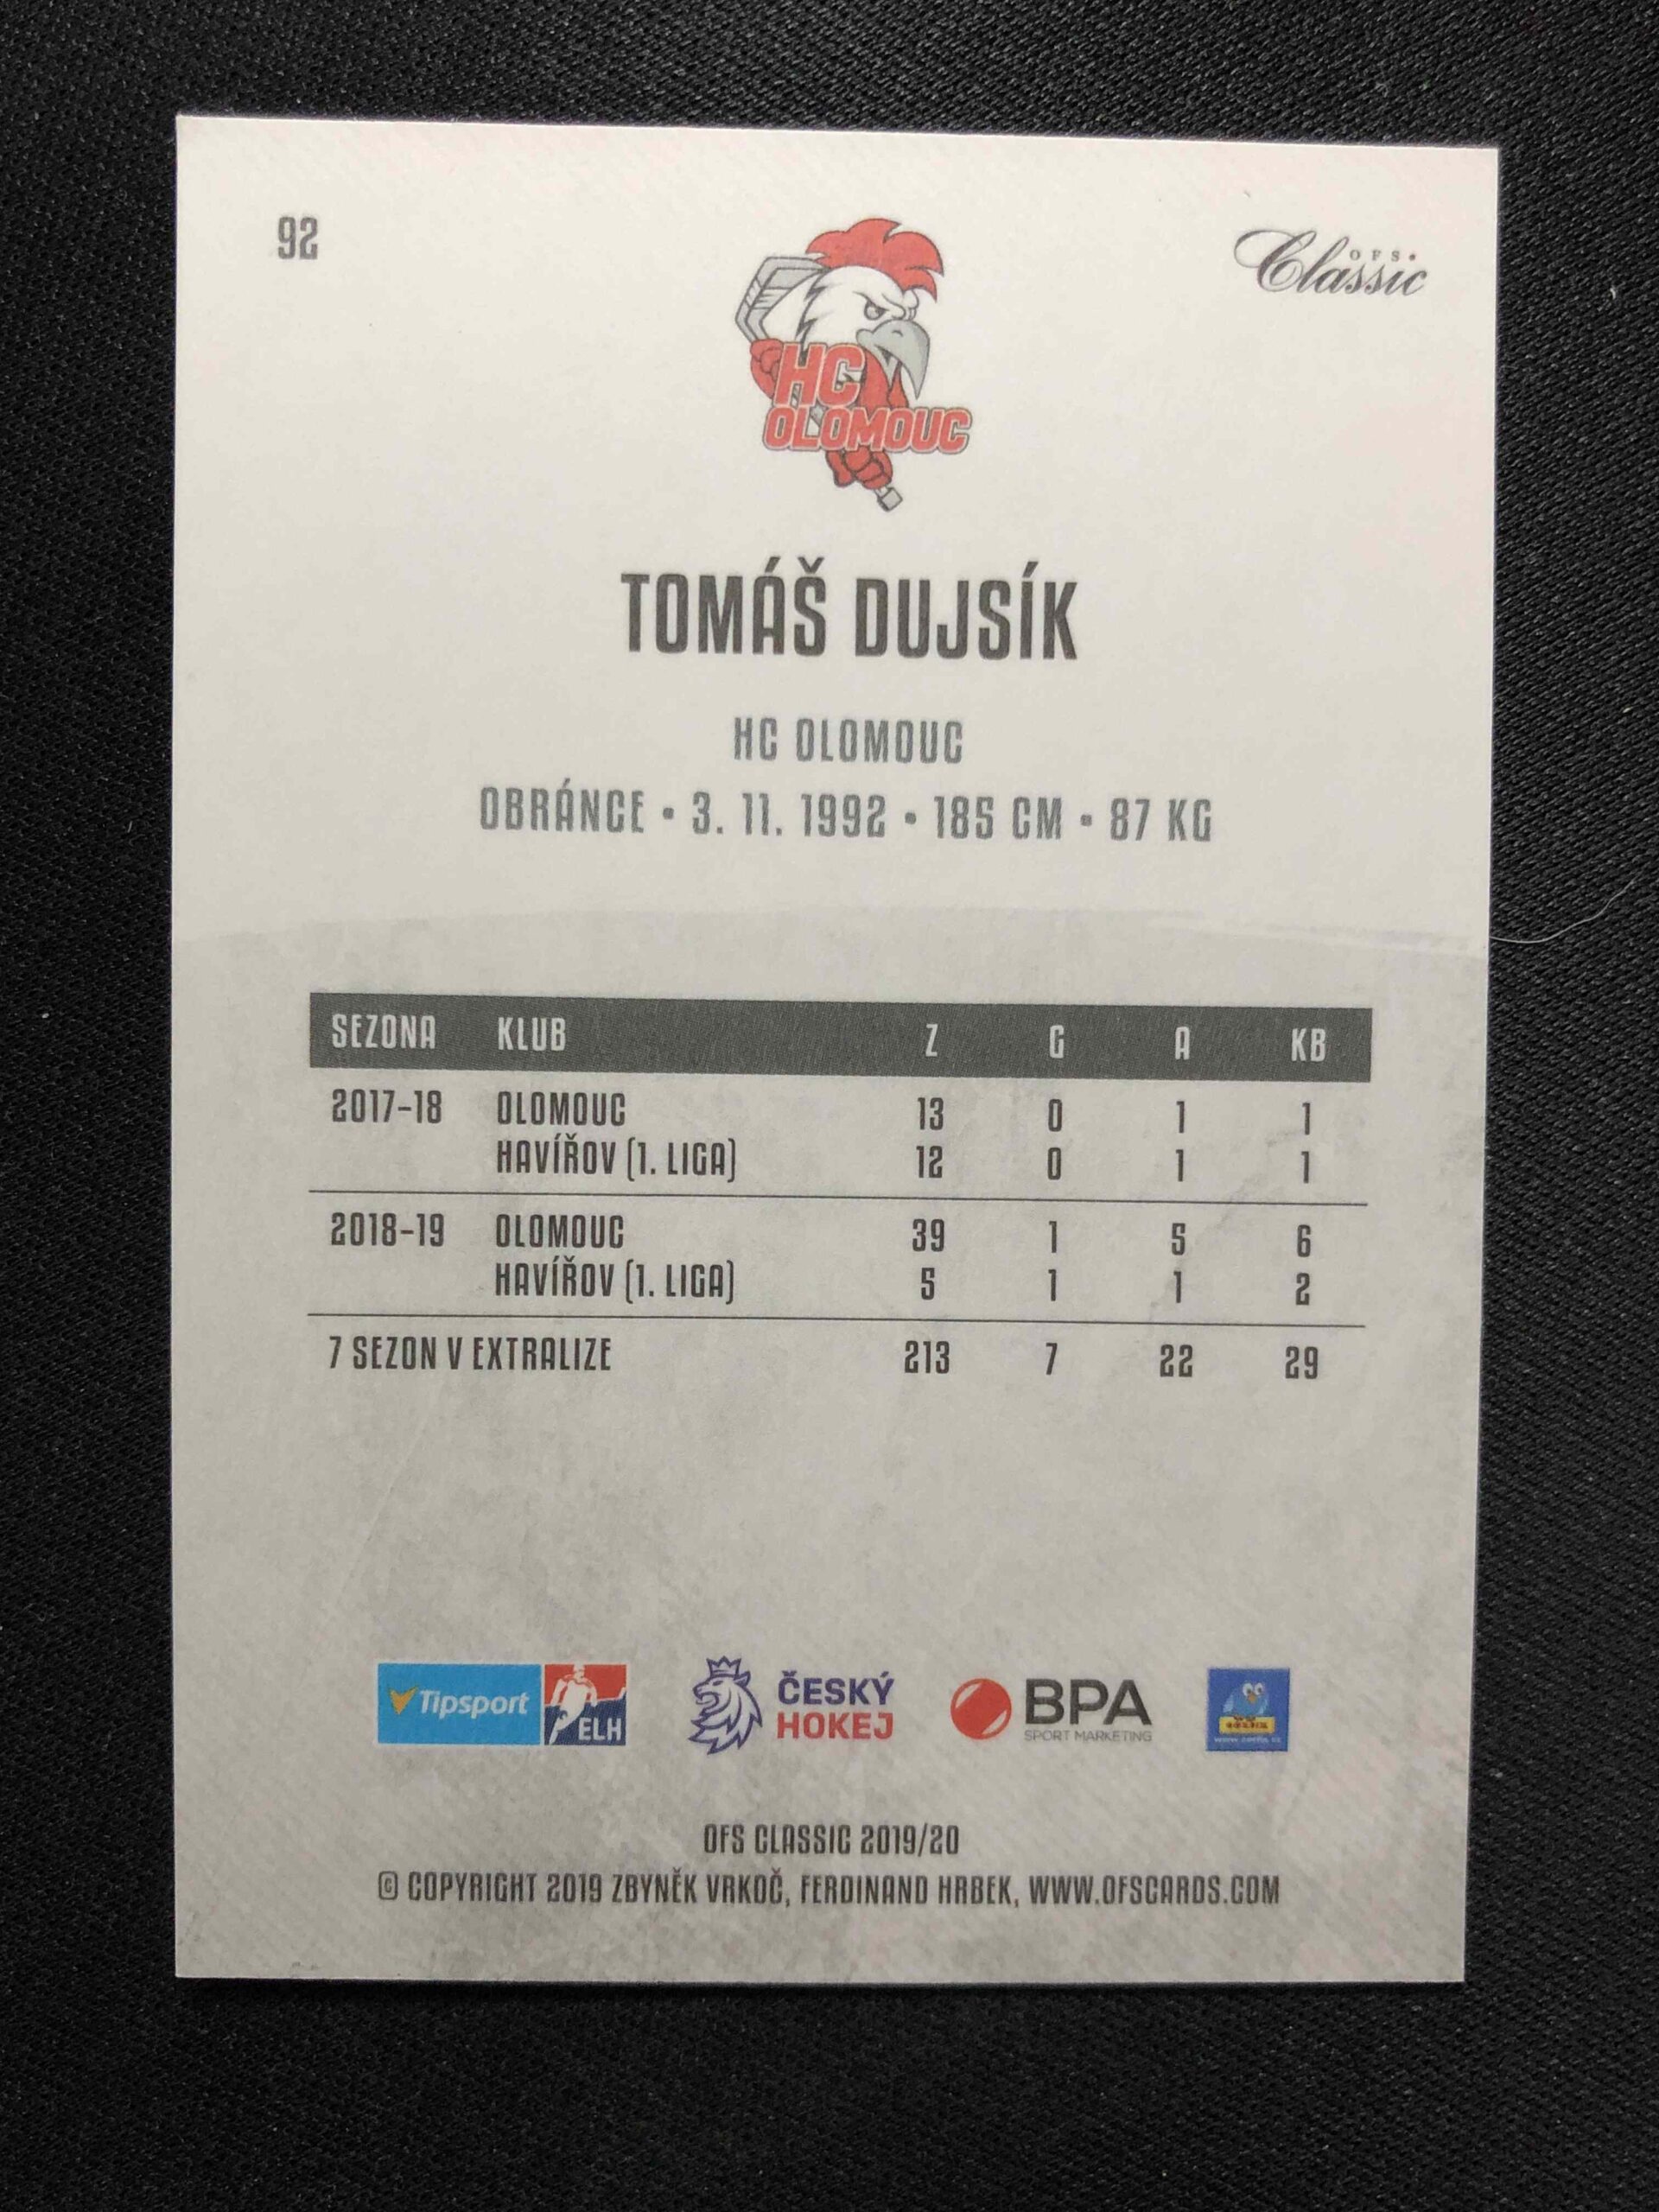 92
OFS
Classic
HC
OLOMOUC
TOMÁŠ DUJSÍK
HC OLOMOUC
OBRÁNCE • 3. 11. 1992 • 185 CM • 87 KG
SEZONA KLUB Z G A KB
2017-18 OLOMOUC 13 0 1 1
HAVÍŘOV (1. LIGA) 12 0 1 1
2018-19 OLOMOUC 39 1 5 6
HAVÍŘOV (1. LIGA) 5 1 1 2
7 SEZON V EXTRALIZE 213 7 22 29
Tipsport ELH
ČESKÝ
HOKEJ
BPA
SPORT MARKETING
OFS CLASSIC 2019/20
© COPYRIGHT 2019 ZBYNĚK VRKOČ, FERDINAND HRBEK, WWW.OFSCARDS.COM